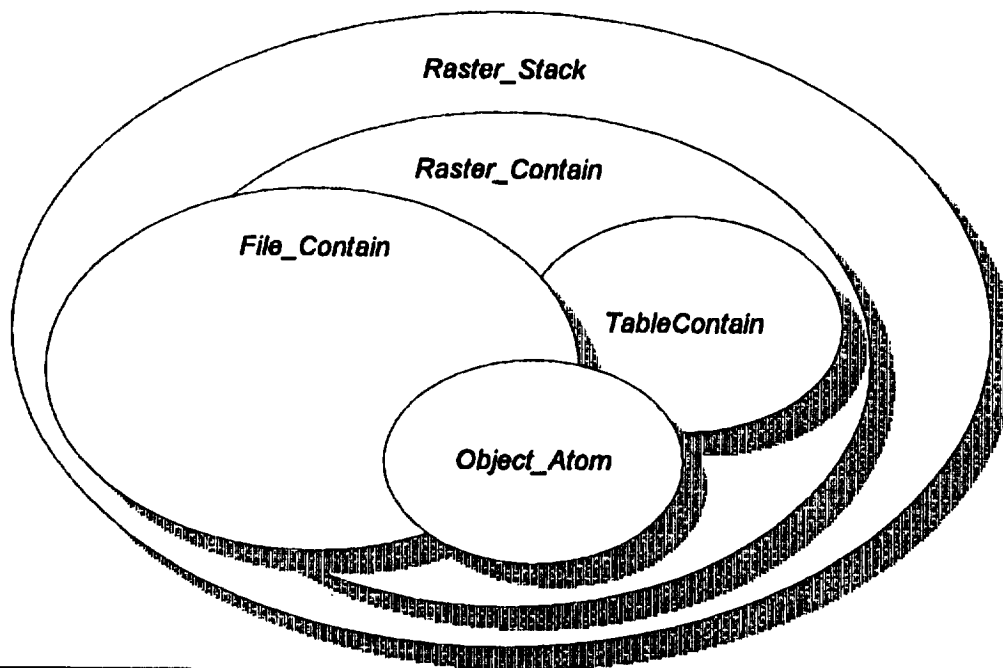 Raster_Stack
Raster_Contain
File_Contain
TableContain
Object_Atom